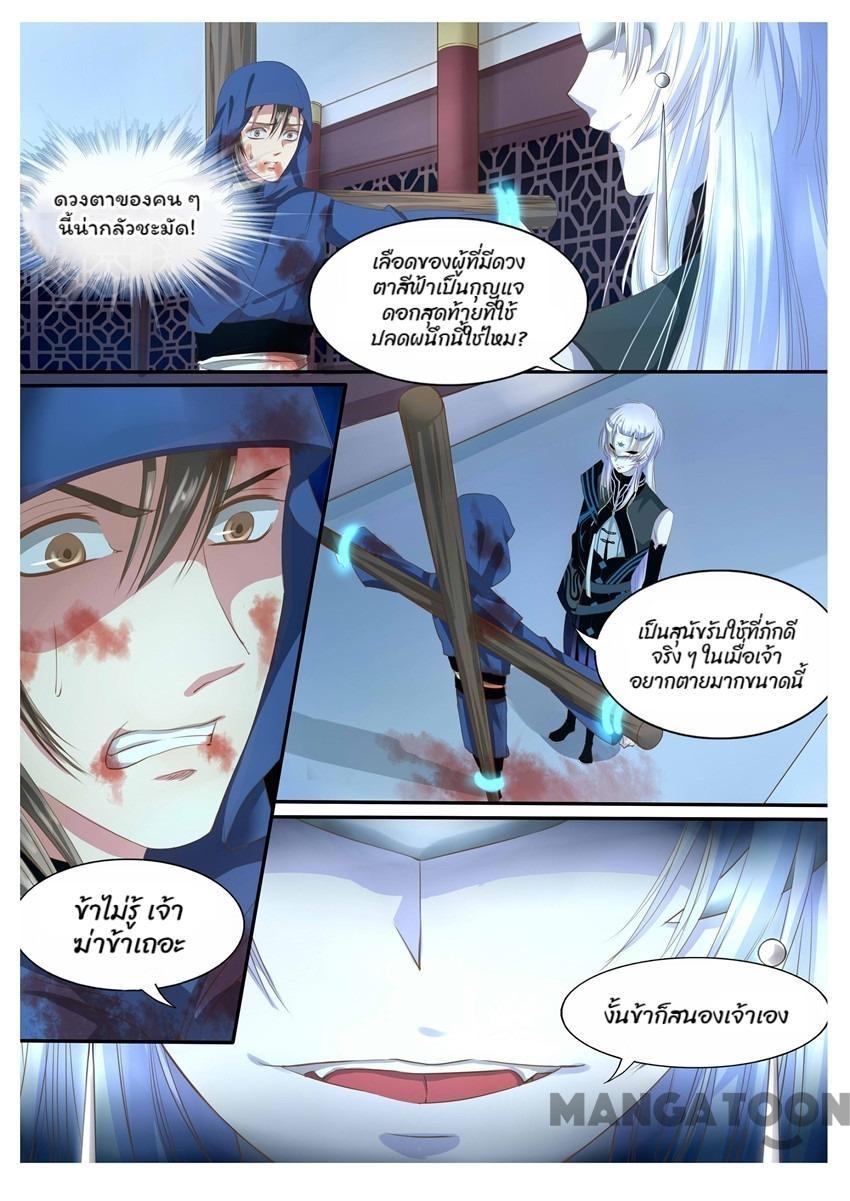 ดวงตาของคน ๆ
นี้น่ากลัวชะมัด!
เลือดของผู้ที่มีดวง
ตาสีฟ้าเป็นกุญแจ
ดอกสุดท้ายที่ใช้
ปลดผนึกนี้ใช่ไหม?
ข้าไม่รู้ เจ้า
ฆ่าข้าเถอะ
เป็นสุนัขรับใช้ที่ภักดี
จริง ๆ ในเมื่อเจ้า
อยากตายมากขนาดนี้
งั้นข้าก็สนองเจ้าเอง
MANGATOON